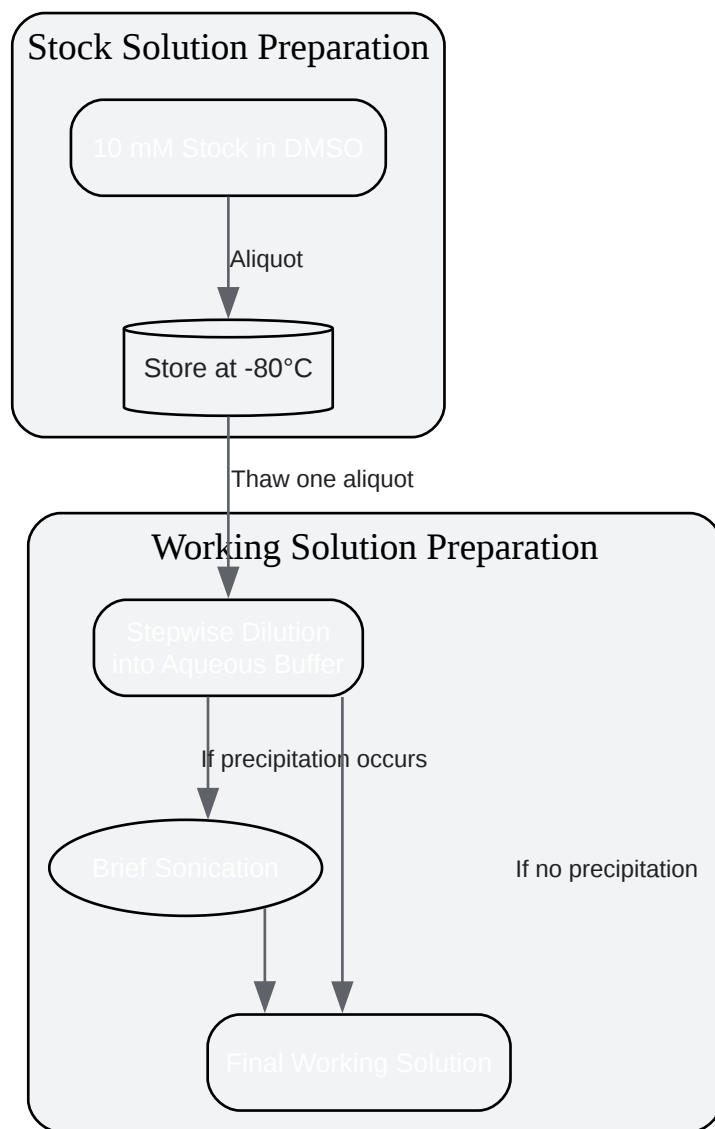 Stock Solution Preparation
10 mM Stock in DMSO
Aliquot
Store at -80°C
Thaw one aliquot
Working Solution Preparation
Stepwise Dilution
into Aqueous Buffer
If precipitation occurs
Brief Sonication
If no precipitation
Final Working Solution